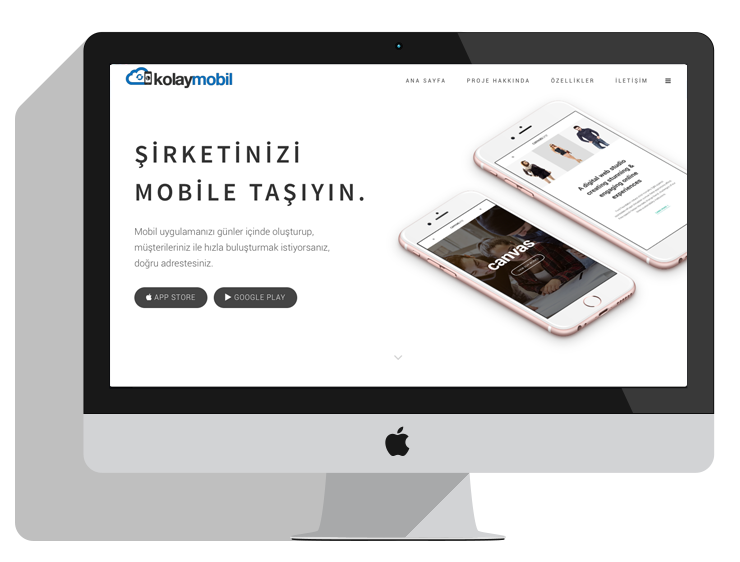 kolaymobil
ANA SAYFA PROJE HAKKINDA ÖZELLİKLER İLETİŞİM
ŞİRKETİNİZİ
MOBİLE TAŞIYIN.
Mobil uygulamanızı günler içinde oluşturup,
müşterileriniz ile hızla buluşturmak istiyorsanız,
doğru adrestesiniz.
APP STORE GOOGLE PLAY
A digital web studio
creating stunning &
engaging online
experiences
canvas